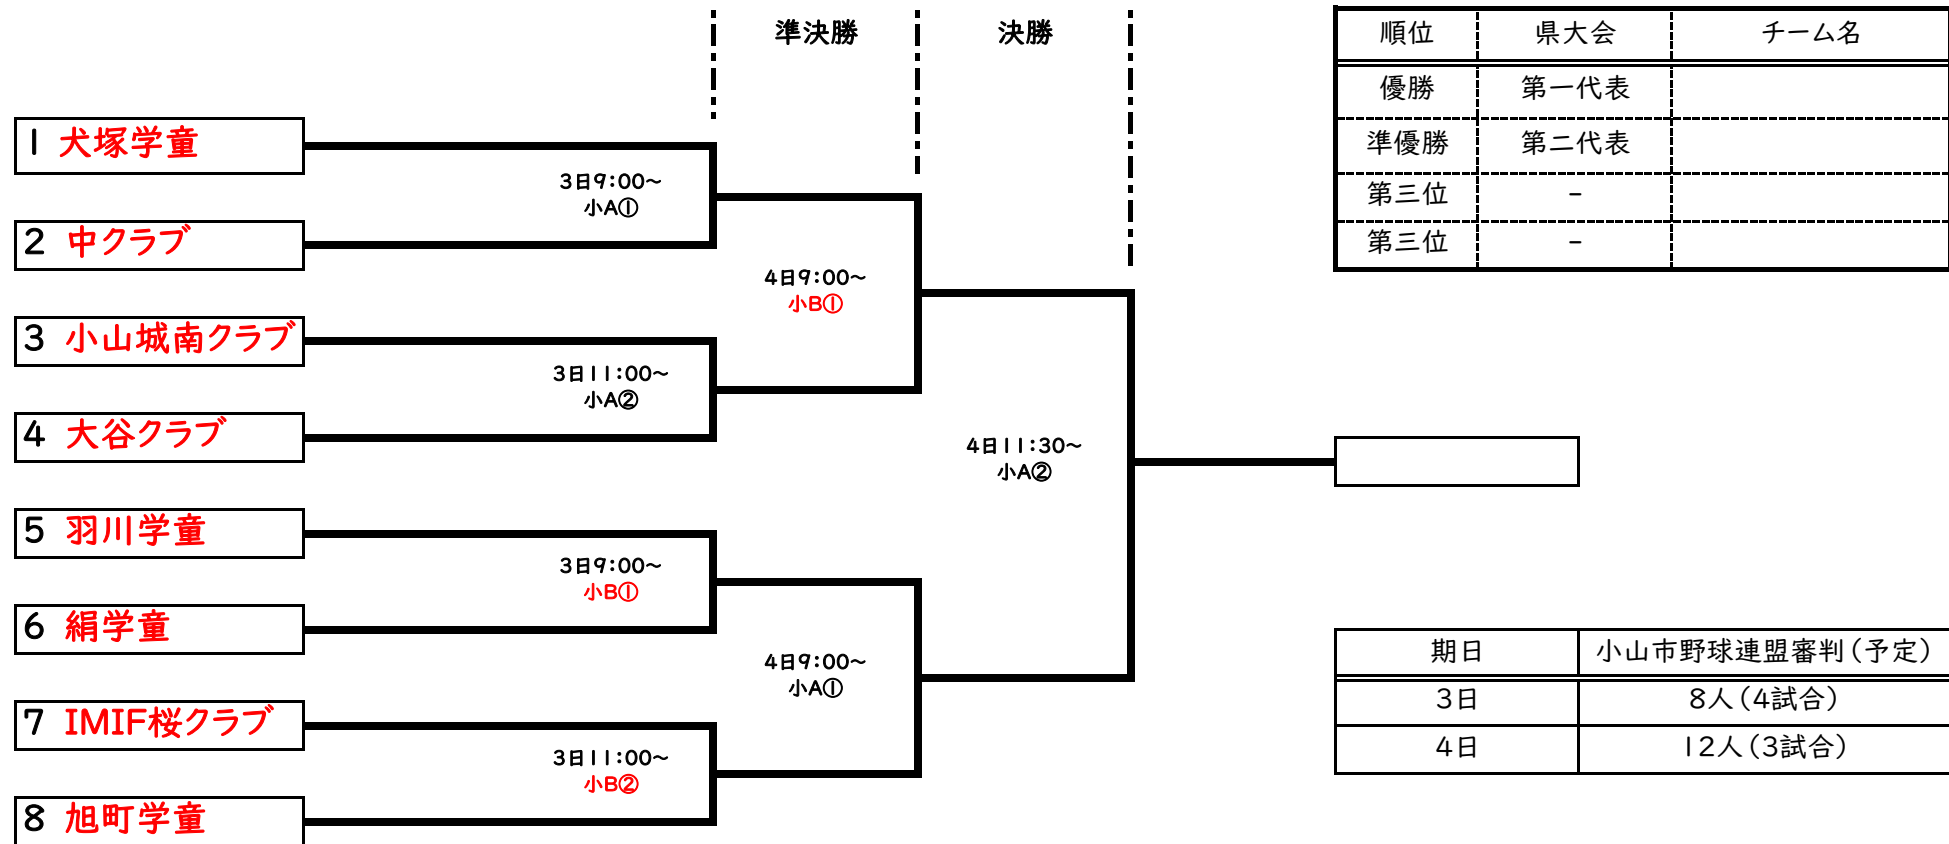 準決勝
決勝
1 犬塚学童
2 中クラブ
3 小山城南クラブ
4 大谷クラブ
5 羽川学童
6 絹学童
7 IMIF桜クラブ
8 旭町学童
3日9:00～
小A①
3日11:00～
小A②
3日9:00～
小B①
3日11:00～
小B②
4日9:00～
小B①
4日9:00～
小A①
4日11:30～
小A②
順位 県大会 チーム名
優勝 第一代表
準優勝 第二代表
第三位 -
第三位 -
期日 小山市野球連盟審判(予定)
3日 8人(4試合)
4日 12人(3試合)